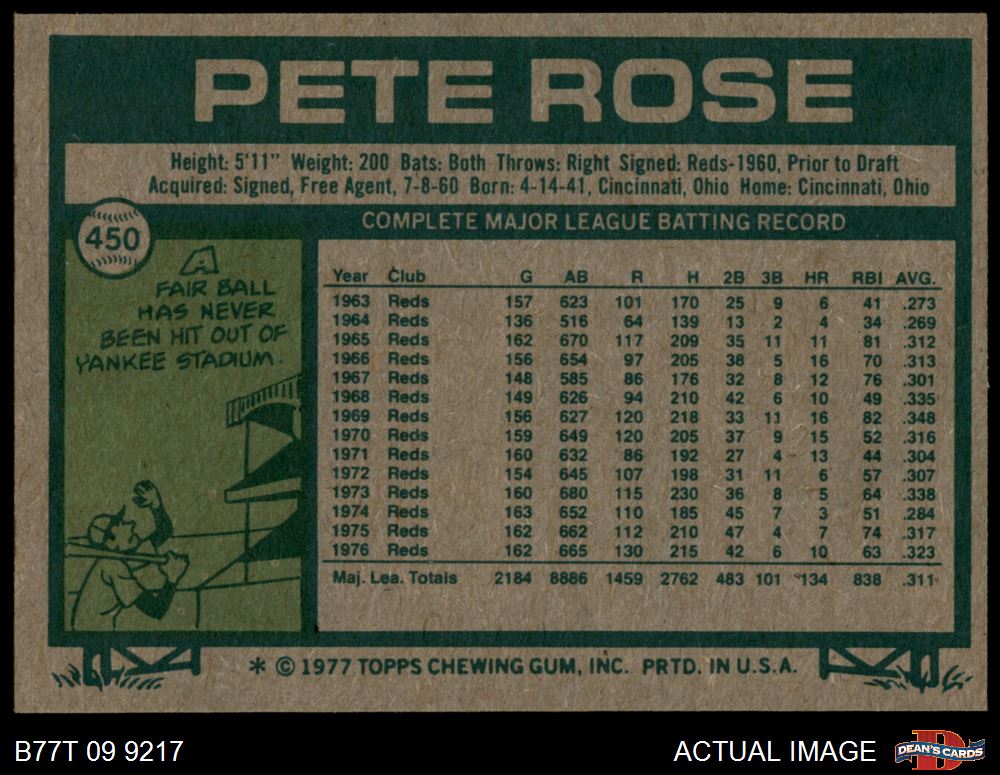 PETE ROSE
Height: 5'11" Weight: 200 Bats: Both Throws: Right Signed: Reds-1960, Prior to Draft
Acquired: Signed, Free Agent, 7-8-60 Born: 4-14-41, Cincinnati, Ohio Home: Cincinnati, Ohio
450
COMPLETE MAJOR LEAGUE BATTING RECORD
A
FAIR BALL
HAS NEVER
BEEN HIT OUT OF
YANKEE STADIUM.
Year Club G AB R H 2B 3B HR RBI AVG.
1963 Reds 157 623 101 170 25 9 6 41 .273
1964 Reds 136 516 64 139 13 2 4 34 .269
1965 Reds 162 670 117 209 35 11 11 81 .312
1966 Reds 156 654 97 205 38 5 16 70 .313
1967 Reds 148 585 86 176 32 8 12 76 .301
1968 Reds 149 626 94 210 42 6 10 49 .335
1969 Reds 156 627 120 218 33 11 16 82 .348
1970 Reds 159 649 120 205 37 9 15 52 .316
1971 Reds 160 632 86 192 27 4 13 44 .304
1972 Reds 154 645 107 198 31 11 6 57 .307
1973 Reds 160 680 115 230 36 8 5 64 .338
1974 Reds 163 652 110 185 45 7 3 51 .284
1975 Reds 162 662 112 210 47 4 7 74 .317
1976 Reds 162 665 130 215 42 6 10 63 .323
Maj. Lea. Totals 2184 8886 1459 2762 483 101 134 838 .311
* © 1977 TOPPS CHEWING GUM, INC. PRTD. IN U.S.A.
B77T 09 9217
ACTUAL IMAGE
D
DEAN'S CARDS